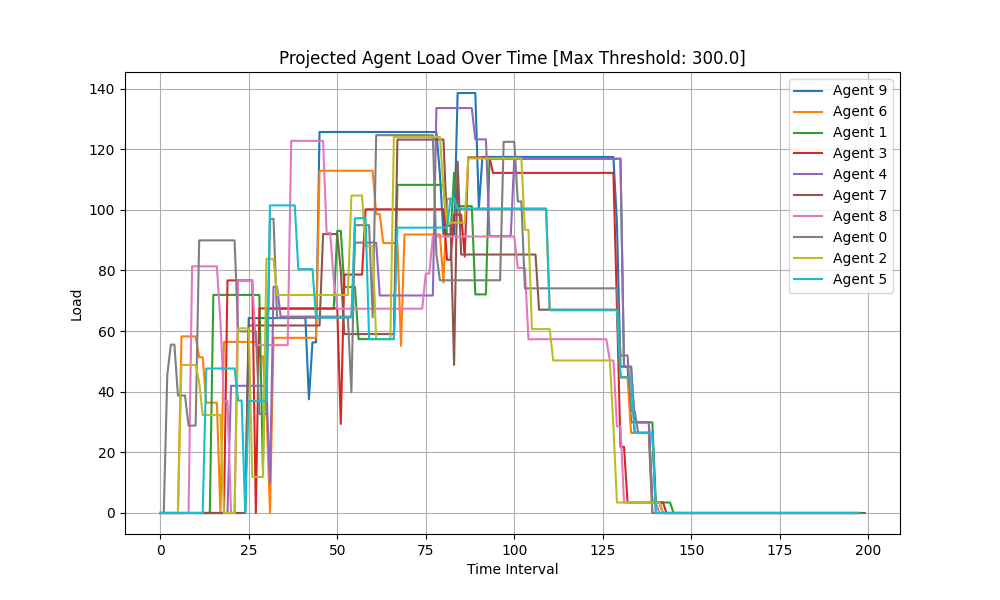 Projected Agent Load Over Time [Max Threshold: 300.0]
140
120
100
80
60
40
20
0
Load
0 25 50 75 100 125 150 175 200
Time Interval
Agent 9
Agent 6
Agent 1
Agent 3
Agent 4
Agent 7
Agent 8
Agent 0
Agent 2
Agent 5